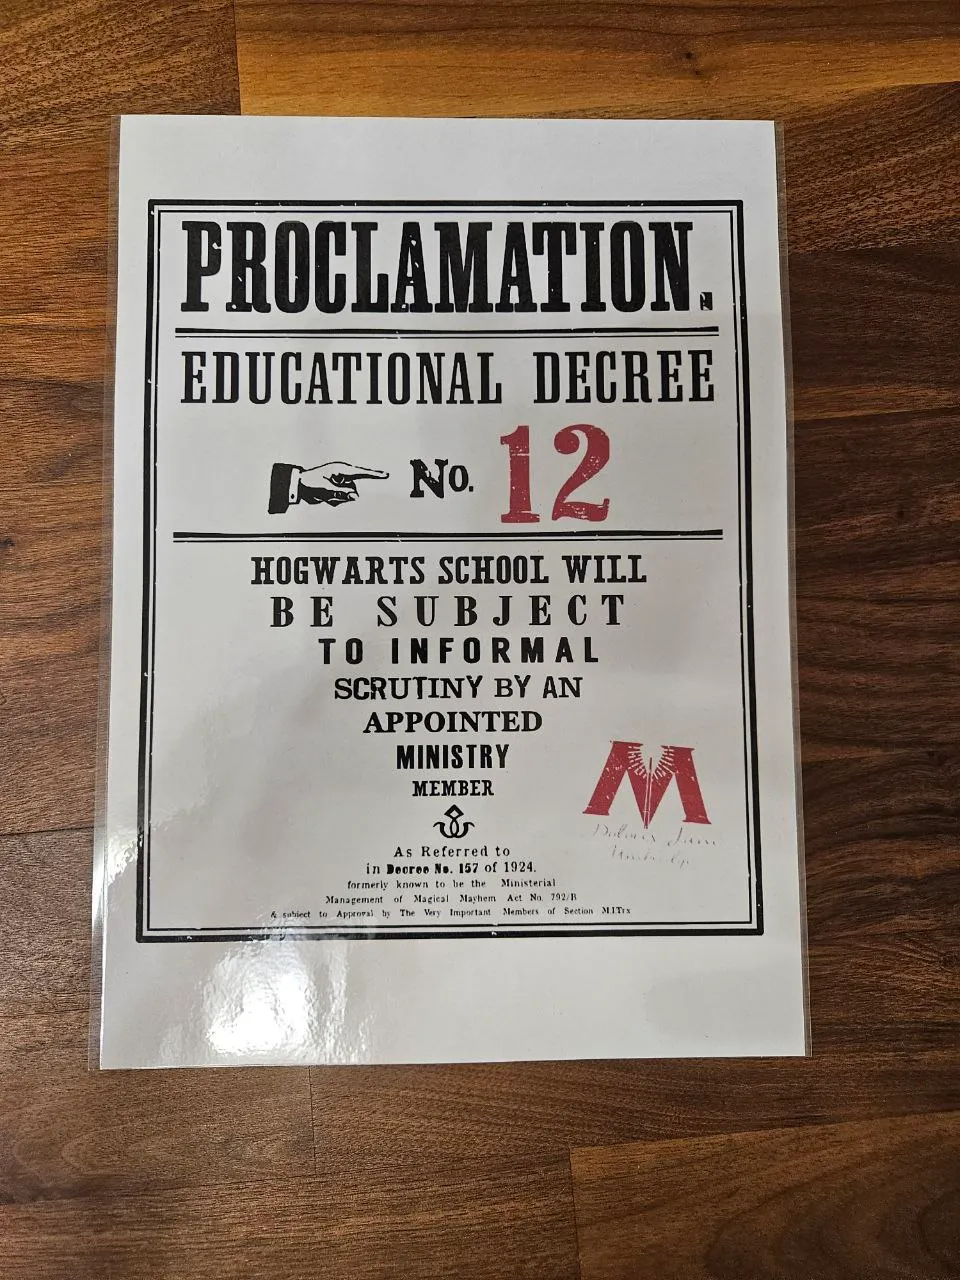 PROCLAMATION.
EDUCATIONAL DECREE
No. 12
HOGWARTS SCHOOL WILL
BE SUBJECT
TO INFORMAL
SCRUTINY BY AN
APPOINTED
MINISTRY
MEMBER
M
As Referred to
in Decree No. 157 of 1924.
formerly known to be the Ministerial
Management of Magical Mayhem Act No. 792/B
& subject to Approval by The Very Important Members of Section M.I.Trx